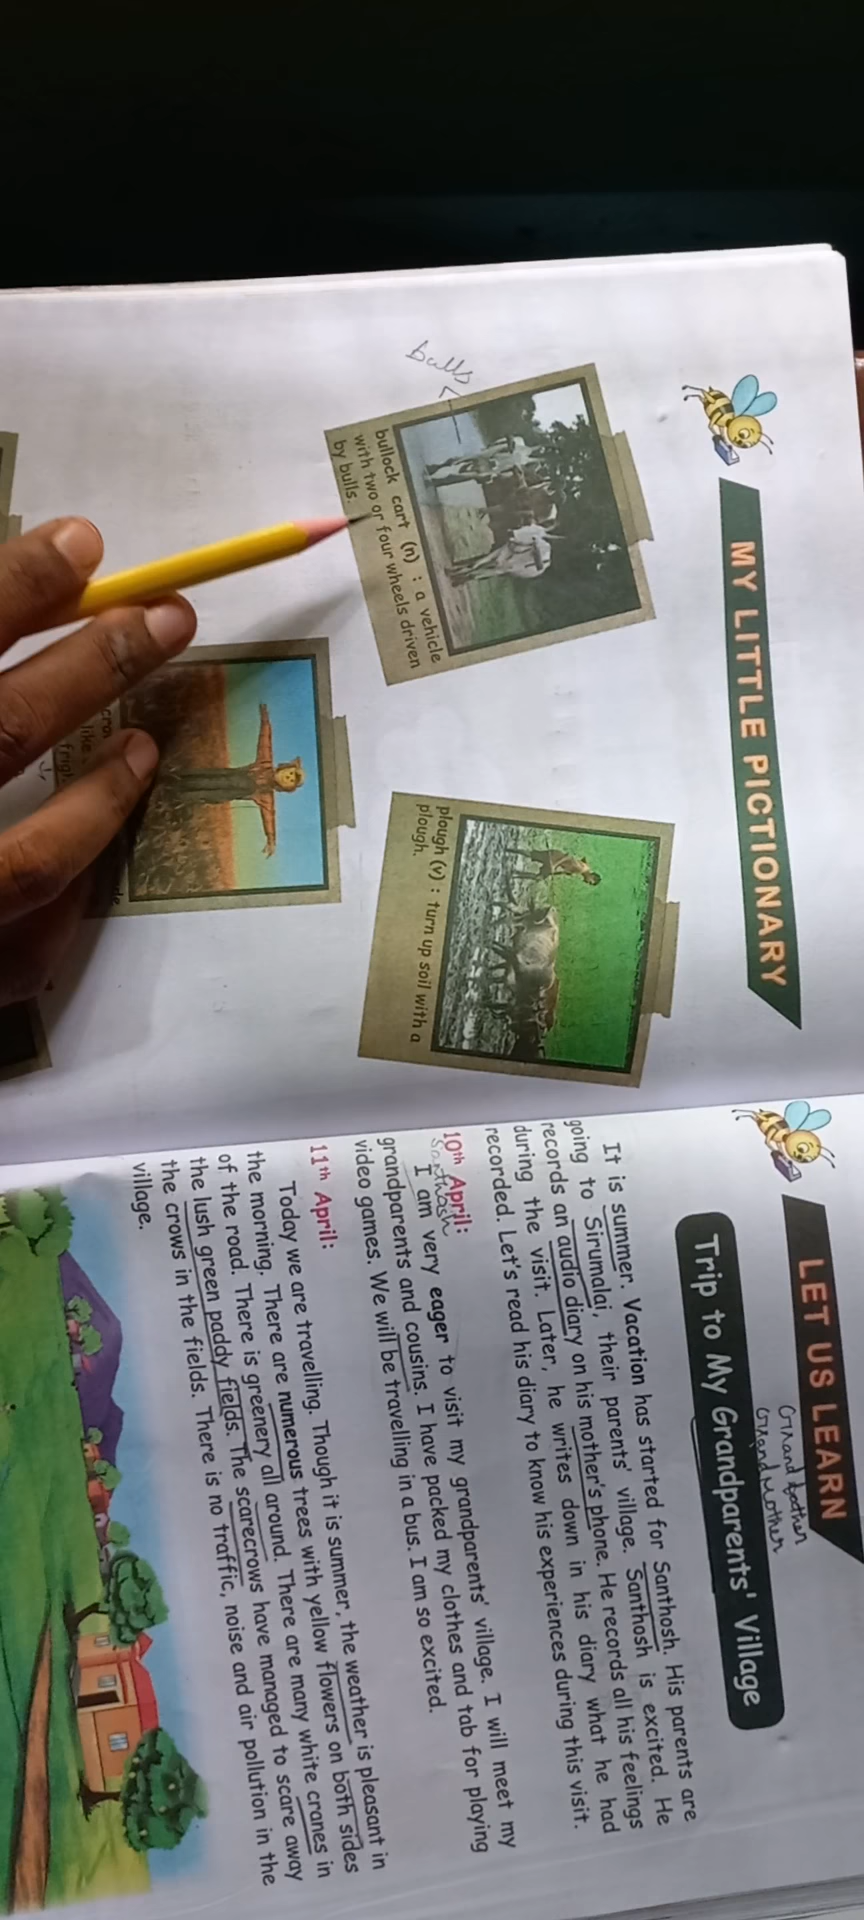 MY LITTLE PICTIONARY
bulls
bullock cart (n) : a vehicle
with two or four wheels driven
by bulls.
plough (v) : turn up soil with a
plough.
like
LET US LEARN
Grand father
Grand Mother
Trip to My Grandparents' Village
It is summer. Vacation has started for Santhosh. His parents are
going to Sirumalai, their parents' village. Santhosh is excited. He
records an audio diary on his mother's phone. He records all his feelings
during the visit. Later, he writes down in his diary what he had
recorded. Let's read his diary to know his experiences during this visit.
10th April:
Santhosh
I am very eager to visit my grandparents' village. I will meet my
grandparents and cousins. I have packed my clothes and tab for playing
video games. We will be travelling in a bus. I am so excited.
11th April:
Today we are travelling. Though it is summer, the weather is pleasant in
the morning. There are numerous trees with yellow flowers on both sides
of the road. There is greenery all around. There are many white cranes in
the lush green paddy fields. The scarecrows have managed to scare away
the crows in the fields. There is no traffic, noise and air pollution in the
village.